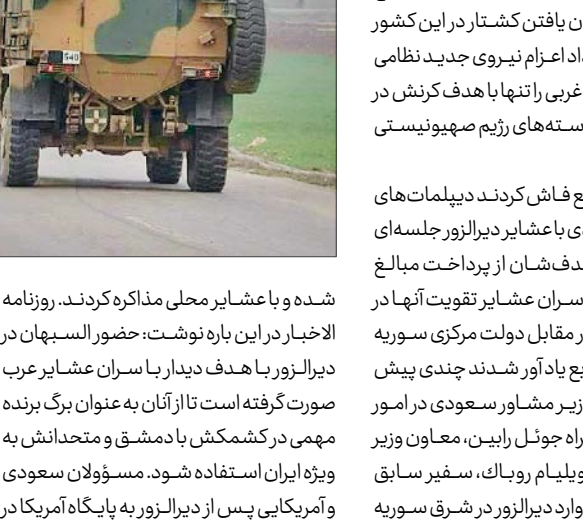 ن یافتن کشتار در این کشور
داد اعزام نیروی جدید نظامی
غربی را تنها با هدف کرنش در
سته‌های رژیم صهیونیستی
ع فاش کردند دیپلمات‌های
دی با عشایر دیرالزور جلسه‌ای
دف‌شان از پرداخت مبالغ
سران عشایر تقویت آنها در
ر مقابل دولت مرکزی سوریه
بع یادآور شدند چندی پیش
زیر مشاور سعودی در امور
راه جوئل رابین، معاون وزیر
ویلیام روباك، سفیر سابق
وارد دیرالزور در شرق سوریه
540
شده و با عشایر محلی مذاکره کردند. روزنامه
الاخبار در این باره نوشت: حضور السبهان در
دیرالزور با هدف دیدار با سران عشایر عرب
صورت گرفته است تا از آنان به عنوان برگ برنده
مهمی در کشمکش با دمشق و متحدانش به
ویژه ایران استفاده شود. مسؤولان سعودی
و آمریکایی پس از دیرالزور به پایگاه آمریکا در